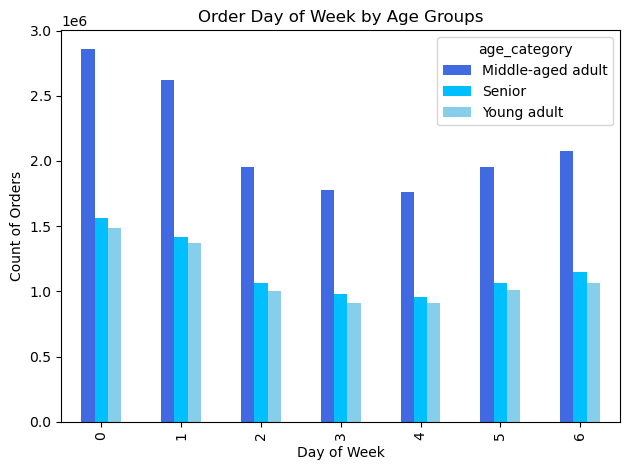 Order Day of Week by Age Groups
1e6
3.0
2.5
2.0
1.5
1.0
0.5
0.0
Count of Orders
age_category
Middle-aged adult
Senior
Young adult
0 1 2 3 4 5 6
Day of Week